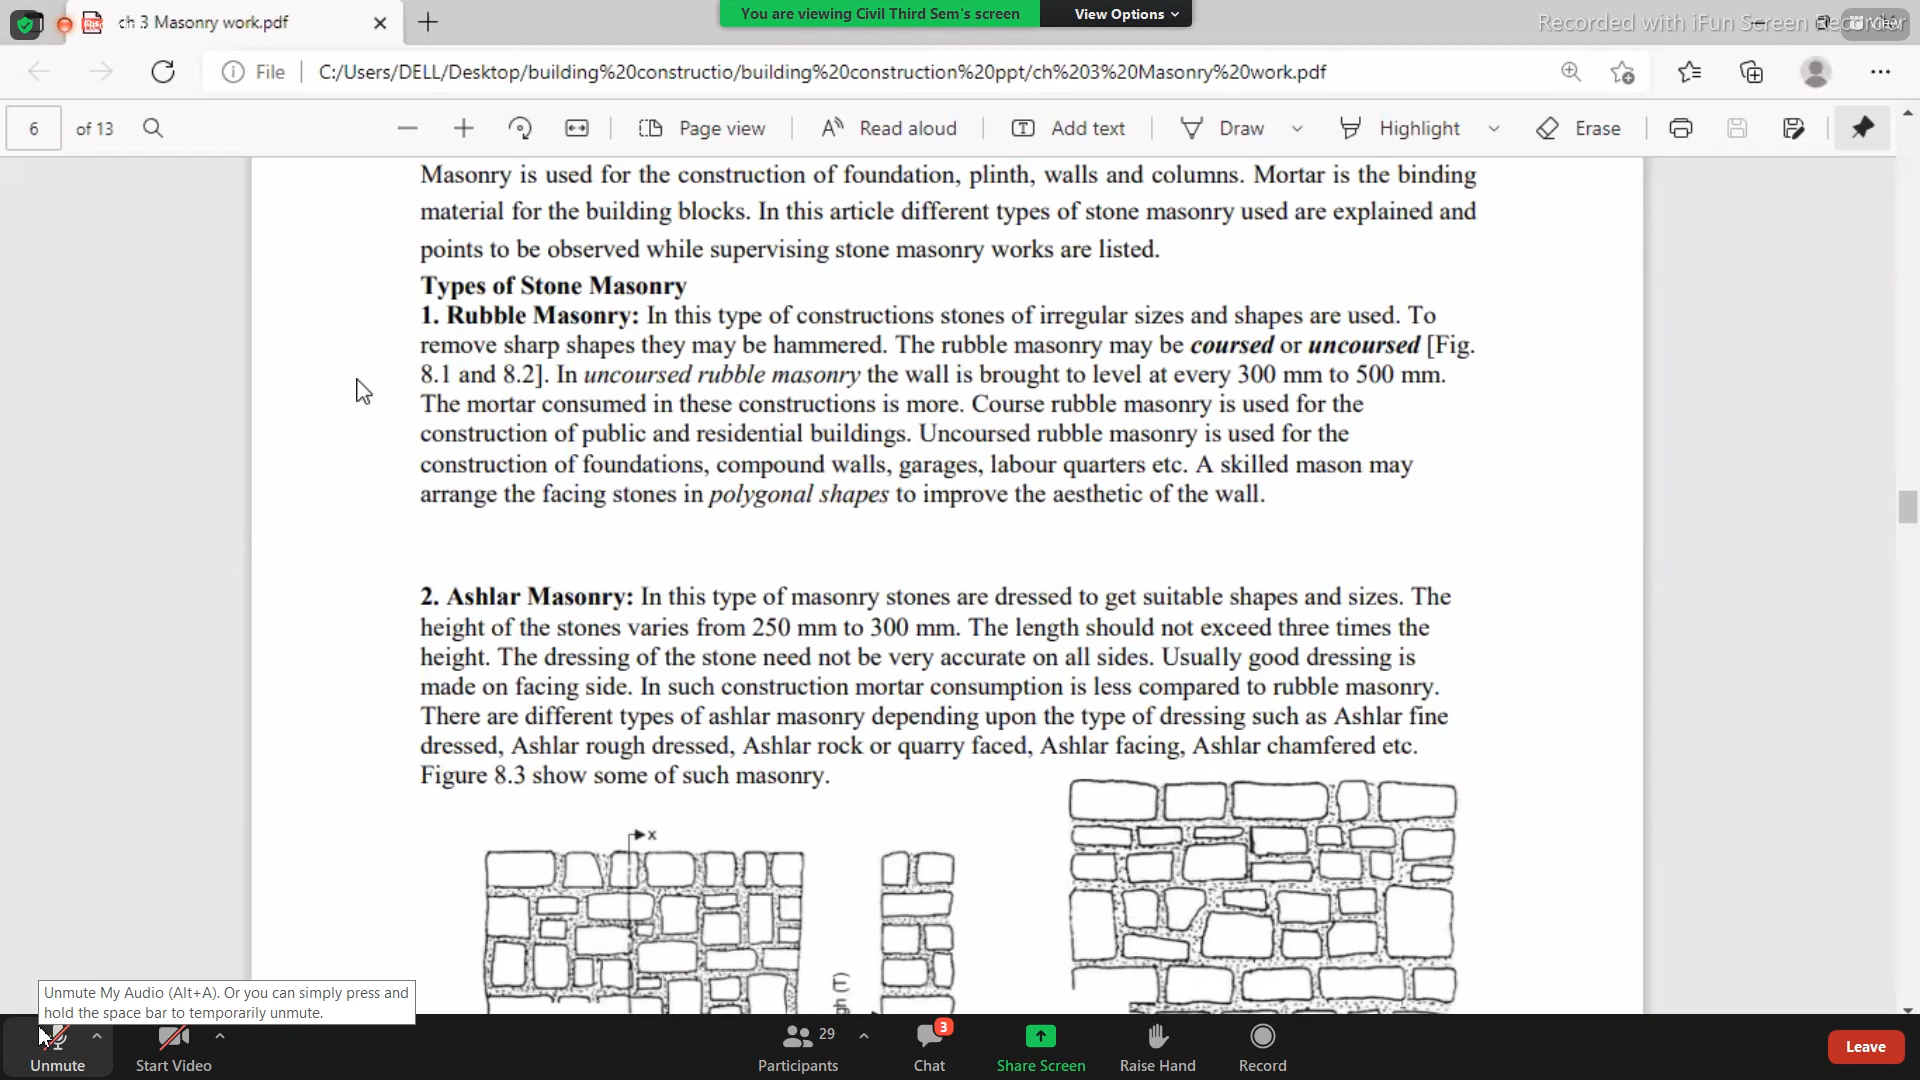 ch 3 Masonry work.pdf
You are viewing Civil Third Sem's screen
View Options
Recorded with iFun Screen Recorder
View
File
C:/Users/DELL/Desktop/building%20constructio/building%20construction%20ppt/ch%203%20Masonry%20work.pdf
6 of 13
Page view
Read aloud
Add text
Draw
Highlight
Erase
Masonry is used for the construction of foundation, plinth, walls and columns. Mortar is the binding
material for the building blocks. In this article different types of stone masonry used are explained and
points to be observed while supervising stone masonry works are listed.
Types of Stone Masonry
1. Rubble Masonry: In this type of constructions stones of irregular sizes and shapes are used. To
remove sharp shapes they may be hammered. The rubble masonry may be coursed or uncoursed [Fig.
8.1 and 8.2]. In uncoursed rubble masonry the wall is brought to level at every 300 mm to 500 mm.
The mortar consumed in these constructions is more. Course rubble masonry is used for the
construction of public and residential buildings. Uncoursed rubble masonry is used for the
construction of foundations, compound walls, garages, labour quarters etc. A skilled mason may
arrange the facing stones in polygonal shapes to improve the aesthetic of the wall.
2. Ashlar Masonry: In this type of masonry stones are dressed to get suitable shapes and sizes. The
height of the stones varies from 250 mm to 300 mm. The length should not exceed three times the
height. The dressing of the stone need not be very accurate on all sides. Usually good dressing is
made on facing side. In such construction mortar consumption is less compared to rubble masonry.
There are different types of ashlar masonry depending upon the type of dressing such as Ashlar fine
dressed, Ashlar rough dressed, Ashlar rock or quarry faced, Ashlar facing, Ashlar chamfered etc.
Figure 8.3 show some of such masonry.
x
Unmute My Audio (Alt+A). Or you can simply press and
hold the space bar to temporarily unmute.
Unmute
Start Video
29
Participants
3
Chat
Share Screen
Raise Hand
Record
Leave